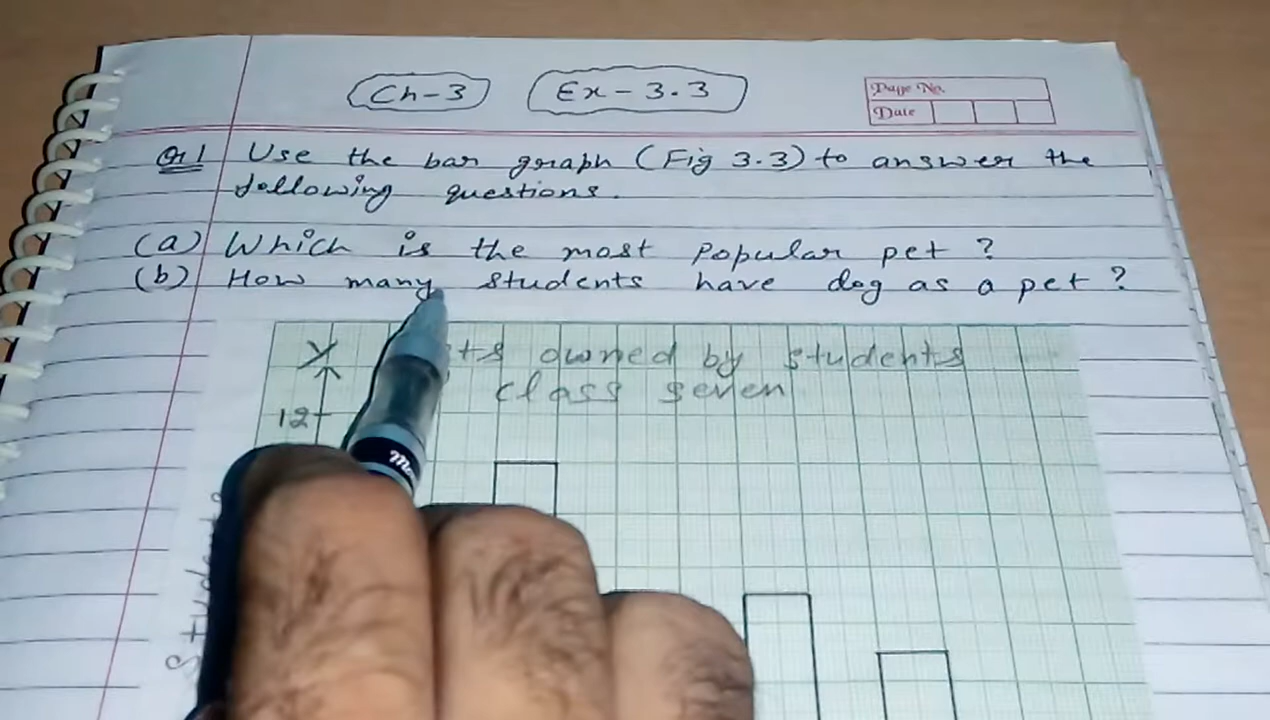 Ch-3 Ex-3.3
Page No.
Date
Q1 Use the bar graph (Fig 3.3) to answer the
following questions.
(a) Which is the most popular pet ?
(b) How many students have dog as a pet ?
Y owned by students
class seven
12